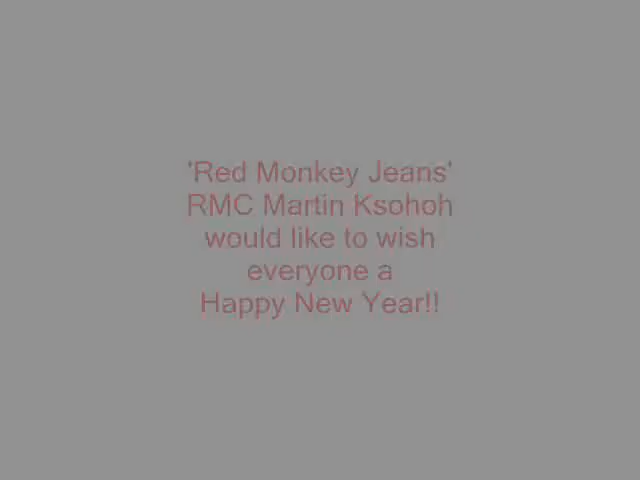 'Red Monkey Jeans'
RMC Martin Ksohoh
would like to wish
everyone a
Happy New Year!!